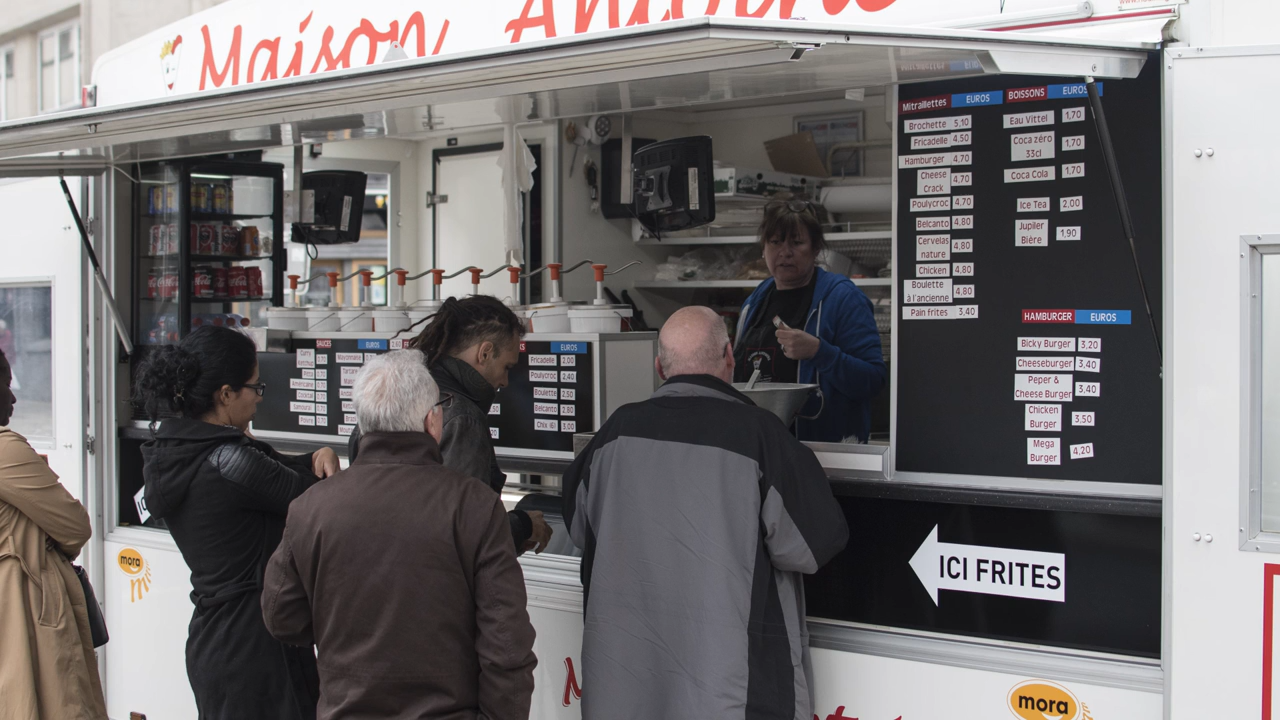 Maison Antoine
Mitraillettes EUROS
Brochette 5,10
Fricadelle 4,50
Hamburger 4,70
Cheese
Crack 4,70
Poulycroc 4,70
Belcanto 4,80
Cervelas
nature 4,80
Chicken 4,80
Boulette
à l'ancienne 4,80
Pain frites 3,40
BOISSONS EUROS
Eau Vittel 1,70
Coca zéro
33cl 1,70
Coca Cola 1,70
Ice Tea 2,00
Jupiler
Bière 1,90
HAMBURGER EUROS
Bicky Burger 3,20
Cheeseburger 3,40
Peper &
Cheese Burger 3,40
Chicken
Burger 3,50
Mega
Burger 4,20
SAUCES EUROS
EUROS
Fricadelle 2,00
Poulycroc 2,40
Boulette 2,50
Belcanto 2,80
ICI FRITES
mora
mora